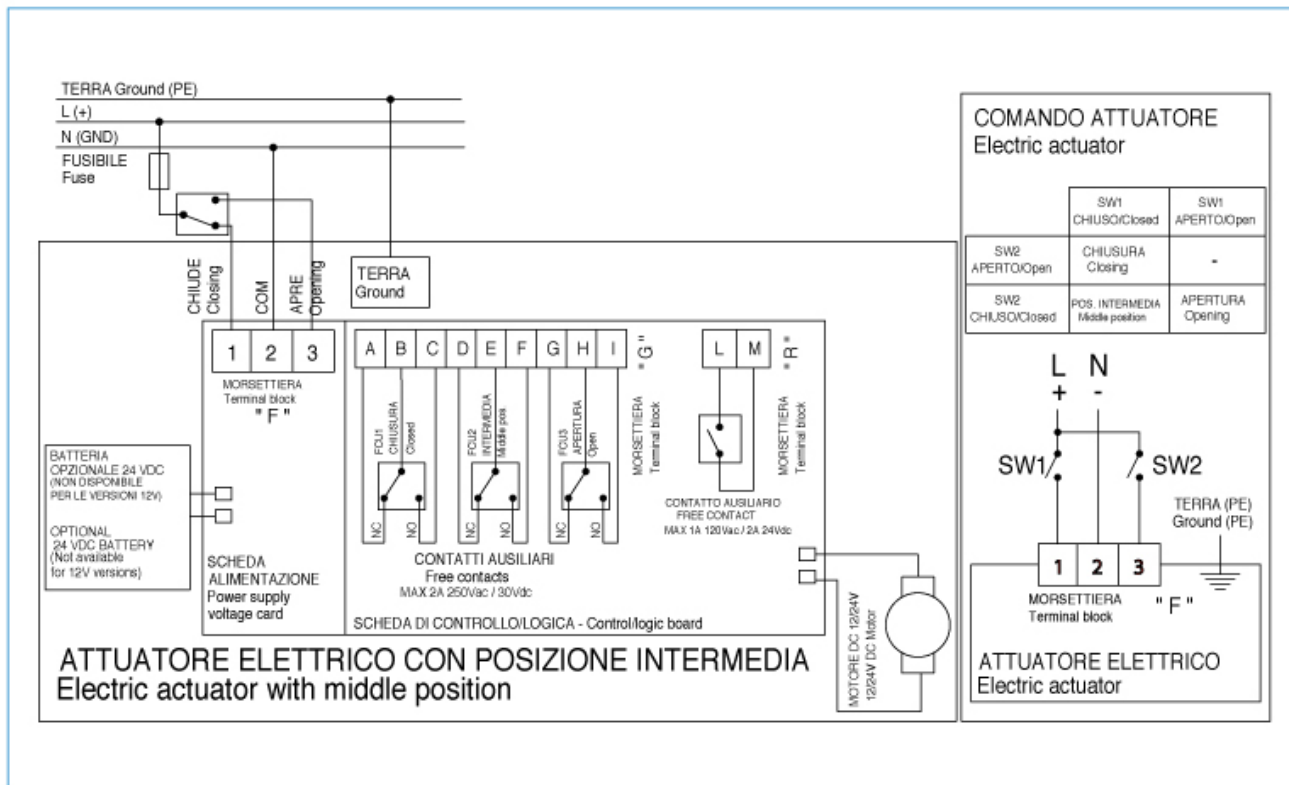 TERRA Ground (PE)
L (+)
N (GND)
FUSIBILE
Fuse
CHIUDE
Closing
COM
APRE
Opening
TERRA
Ground
1 2 3
MORSETTIERA
Terminal block
" F "
A B C D E F G H I
" G "
MORSETTIERA
Terminal block
L M
" R "
MORSETTIERA
Terminal block
FCU1
CHIUSURA
Closed
NC NO
FCU2
INTERMEDIA
Middle pos.
NC NO
FCU3
APERTURA
Open
NC NO
CONTATTO AUSILIARIO
FREE CONTACT
MAX 1A 120Vac / 2A 24Vdc
CONTATTI AUSILIARI
Free contacts
MAX 2A 250Vac / 30Vdc
BATTERIA
OPZIONALE 24 VDC
(NON DISPONIBILE
PER LE VERSIONI 12V)
OPTIONAL
24 VDC BATTERY
(Not available
for 12V versions)
SCHEDA
ALIMENTAZIONE
Power supply
voltage card
SCHEDA DI CONTROLLO/LOGICA - Control/logic board
MOTORE DC 12/24V
12/24V DC Motor
ATTUATORE ELETTRICO CON POSIZIONE INTERMEDIA
Electric actuator with middle position
COMANDO ATTUATORE
Electric actuator
SW1 CHIUSO/Closed
SW1 APERTO/Open
SW2 APERTO/Open
CHIUSURA Closing
-
SW2 CHIUSO/Closed
POS. INTERMEDIA Middle position
APERTURA Opening
L N
+ -
SW1 SW2
TERRA (PE)
Ground (PE)
1 2 3
MORSETTIERA
Terminal block
" F "
ATTUATORE ELETTRICO
Electric actuator